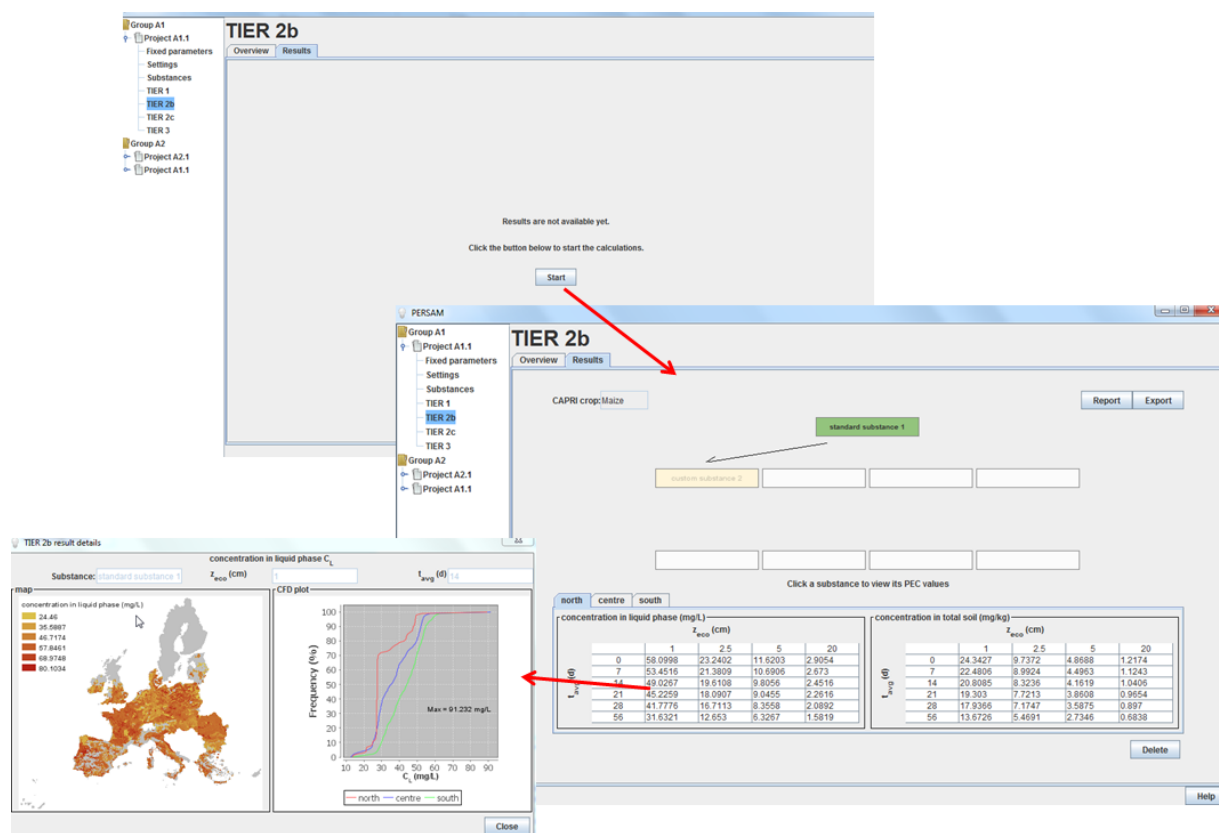 Group A1
Project A1.1
Fixed parameters
Settings
Substances
TIER 1
TIER 2b
TIER 2c
TIER 3
Group A2
Project A2.1
Project A1.1
TIER 2b
Overview Results
Results are not available yet.
Click the button below to start the calculations.
Start
PERSAM
Group A1
Project A1.1
Fixed parameters
Settings
Substances
TIER 1
TIER 2b
TIER 2c
TIER 3
Group A2
Project A2.1
Project A1.1
TIER 2b
Overview Results
CAPRI crop: Maize
Report Export
standard substance 1
custom substance 2
Click a substance to view its PEC values
north centre south
concentration in liquid phase (mg/L)
z eco (cm)
t avg (d)
1 2.5 5 20
0 58.0998 23.2402 11.6203 2.9054
7 53.4516 21.3809 10.6906 2.673
14 49.0267 19.6108 9.8056 2.4516
21 45.2259 18.0907 9.0455 2.2616
28 41.7776 16.7113 8.3558 2.0892
56 31.6321 12.653 6.3267 1.5819
concentration in total soil (mg/kg)
z eco (cm)
t avg (d)
1 2.5 5 20
0 24.3427 9.7372 4.8688 1.2174
7 22.4806 8.9924 4.4963 1.1243
14 20.8085 8.3236 4.1619 1.0406
21 19.303 7.7213 3.8608 0.9654
28 17.9366 7.1747 3.5875 0.897
56 13.6726 5.4691 2.7346 0.6838
Delete
Help
TIER 2b result details
concentration in liquid phase C L
Substance: standard substance 1 z eco (cm) 1 t avg (d) 14
map
concentration in liquid phase (mg/L)
24.46
35.5887
46.7174
57.8461
68.9748
80.1034
CFD plot
Frequency (%)
100
90
80
70
60
50
40
30
20
10
0
Max = 91.232 mg/L
10 20 30 40 50 60 70 80 90
C L (mg/L)
north centre south
Close